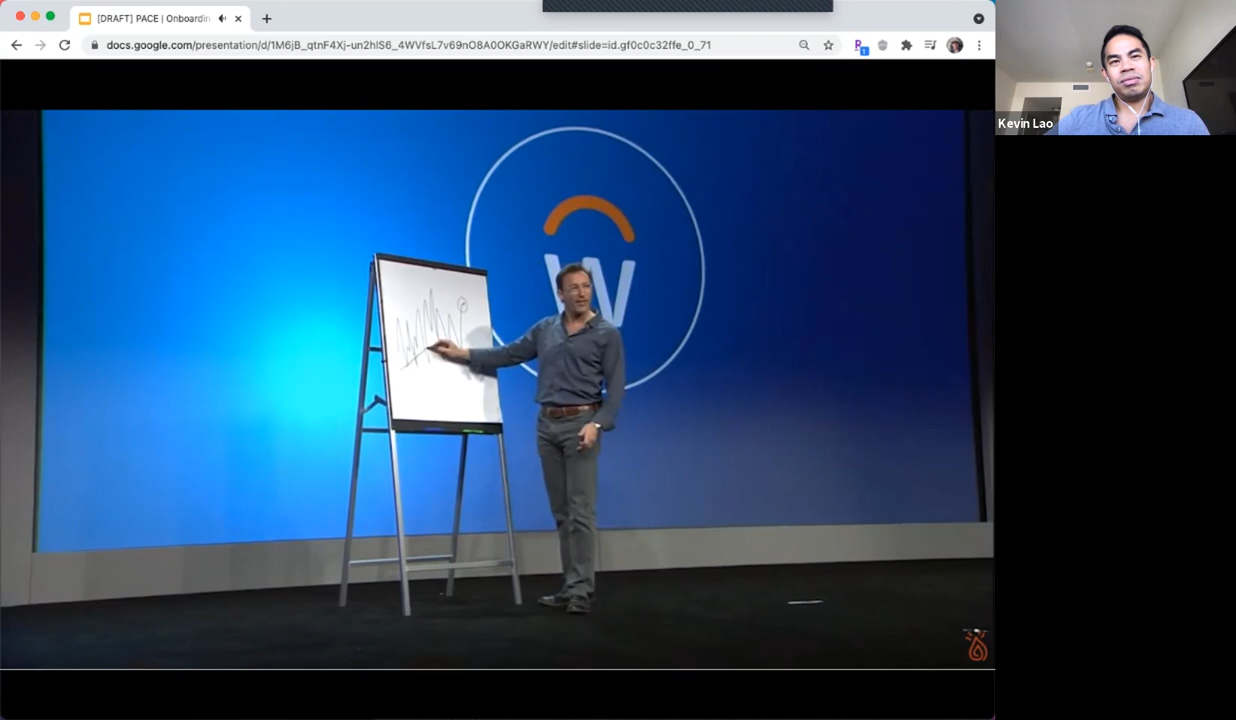 [DRAFT] PACE | Onboardin
docs.google.com/presentation/d/1M6jB_qtnF4Xj-un2hlS6_4WVfsL7v69nO8A0OKGaRWY/edit#slide=id.gf0c0c32ffe_0_71
Kevin Lao
W